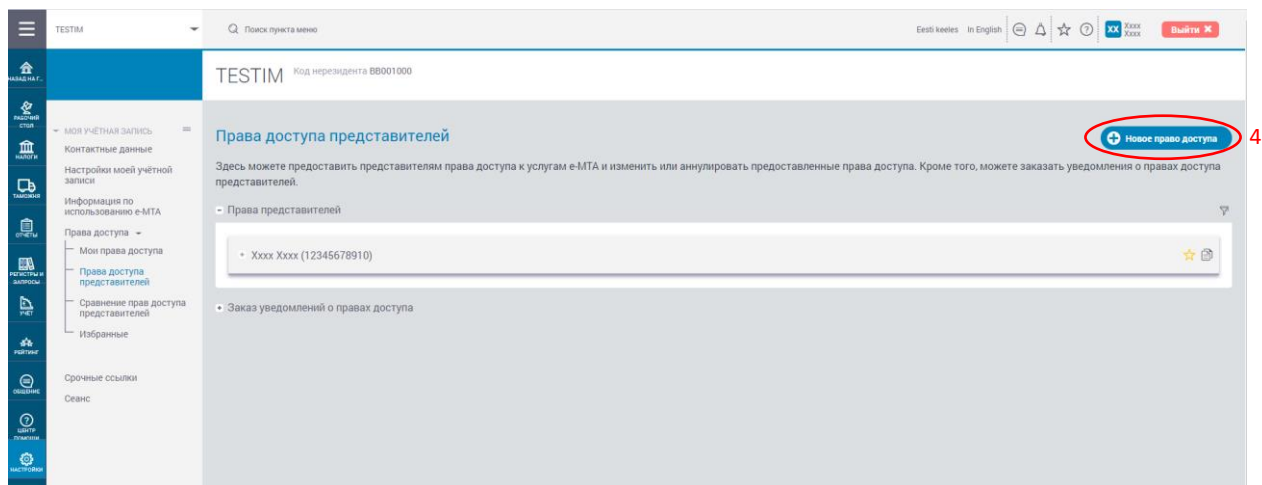 TESTIM
Поиск пункта меню
Eesti keeles In English
XX Xxxx Xxxx
Выйти ✖
НАЗАД НА Г...
TESTIM Код нерезидента BB001000
РАБОЧИЙ СТОЛ
НАЛОГИ
ТАМОЖНЯ
ОТЧЁТЫ
РЕГИСТРЫ И ЗАПРОСЫ
УЧЁТ
РЕЙТИНГ
ОБЩЕНИЕ
ЦЕНТР ПОМОЩИ
НАСТРОЙКИ
МОЯ УЧЁТНАЯ ЗАПИСЬ
Контактные данные
Настройки моей учётной
записи
Информация по
использованию e-MTA
Права доступа
Мои права доступа
Права доступа
представителей
Сравнение прав доступа
представителей
Избранные
Срочные ссылки
Сеанс
Права доступа представителей
Новое право доступа
4
Здесь можете предоставить представителям права доступа к услугам e-MTA и изменить или аннулировать предоставленные права доступа. Кроме того, можете заказать уведомления о правах доступа
представителей.
Права представителей
Xxxx Xxxx (12345678910)
Заказ уведомлений о правах доступа